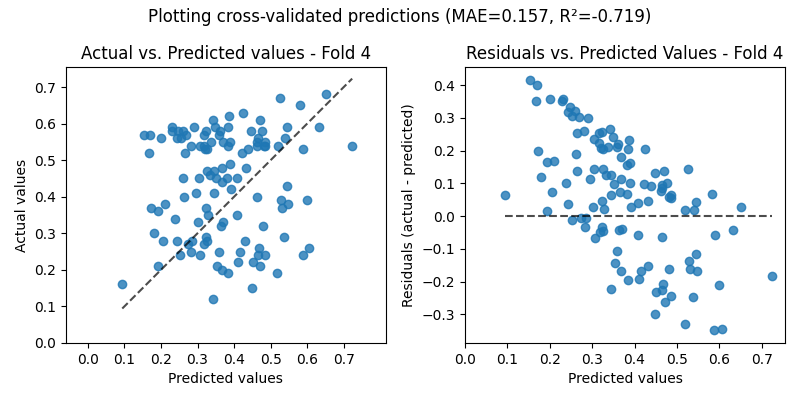 Plotting cross-validated predictions (MAE=0.157, R²=-0.719)
Actual vs. Predicted values - Fold 4
Actual values
0.7
0.6
0.5
0.4
0.3
0.2
0.1
0.0
0.0 0.1 0.2 0.3 0.4 0.5 0.6 0.7
Predicted values
Residuals vs. Predicted Values - Fold 4
Residuals (actual - predicted)
0.4
0.3
0.2
0.1
0.0
−0.1
−0.2
−0.3
0.0 0.1 0.2 0.3 0.4 0.5 0.6 0.7
Predicted values